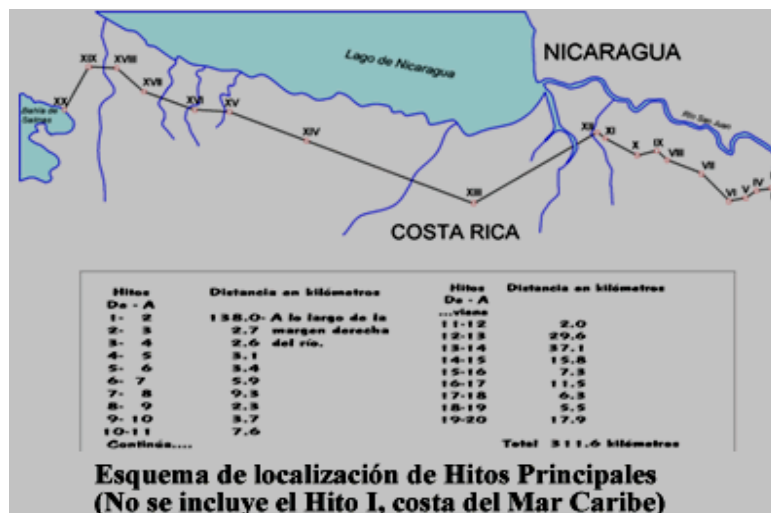 XIX XVIII
Lago de Nicaragua
NICARAGUA
XVII
XX
Bahía de
Salinas
XVI XV
Río San Juan
XII XI
XIV
X IX VIII
VII
XIII
VI V IV
COSTA RICA
Hitos Distancia en kilómetros
De - A
1- 2 138.0- A lo largo de la
2- 3 2.7 margen derecha
3- 4 2.6 del río.
4- 5 3.1
5- 6 3.4
6- 7 5.9
7- 8 9.3
8- 9 2.3
9- 10 3.7
10-11 7.6
Continúa....
Hitos Distancia en kilómetros
De - A
...viene
11-12 2.0
12-13 29.6
13-14 37.1
14-15 15.8
15-16 7.3
16-17 11.5
17-18 6.3
18-19 5.5
19-20 17.9
Total 311.6 kilómetros
Esquema de localización de Hitos Principales
(No se incluye el Hito I, costa del Mar Caribe)